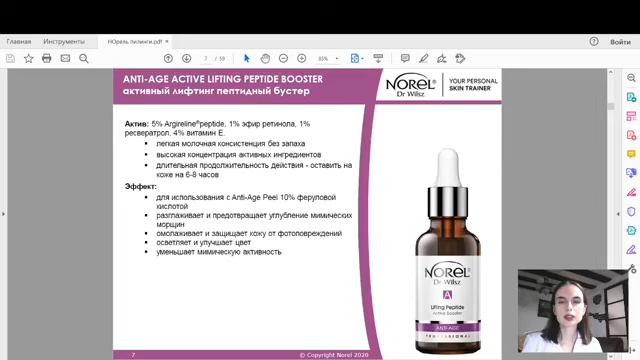 Главная
Инструменты
НОрель пилинги.pdf
×
Войти
7 / 59
85%
ANTI-AGE ACTIVE LIFTING PEPTIDE BOOSTER
активный лифтинг пептидный бустер
NOREL
Dr Wilsz
YOUR PERSONAL
SKIN TRAINER
Актив: 5% Argireline®peptide, 1% эфир ретинола, 1%
ресвератрол, 4% витамин Е.
▪ легкая молочная консистенция без запаха
▪ высокая концентрация активных ингредиентов
▪ длительная продолжительность действия - оставить на
коже на 6-8 часов
Эффект:
▪ для использования с Anti-Age Peel 10% феруловой
кислотой
▪ разглаживает и предотвращает углубление мимических
морщин
▪ омолаживает и защищает кожу от фотоповреждений
▪ осветляет и улучшает цвет
▪ уменьшает мимическую активность
NOREL
Dr Wilsz
A
Lifting Peptide
Active Booster
ANTI-AGE
PROFESSIONAL
7
© Copyright Norel 2020